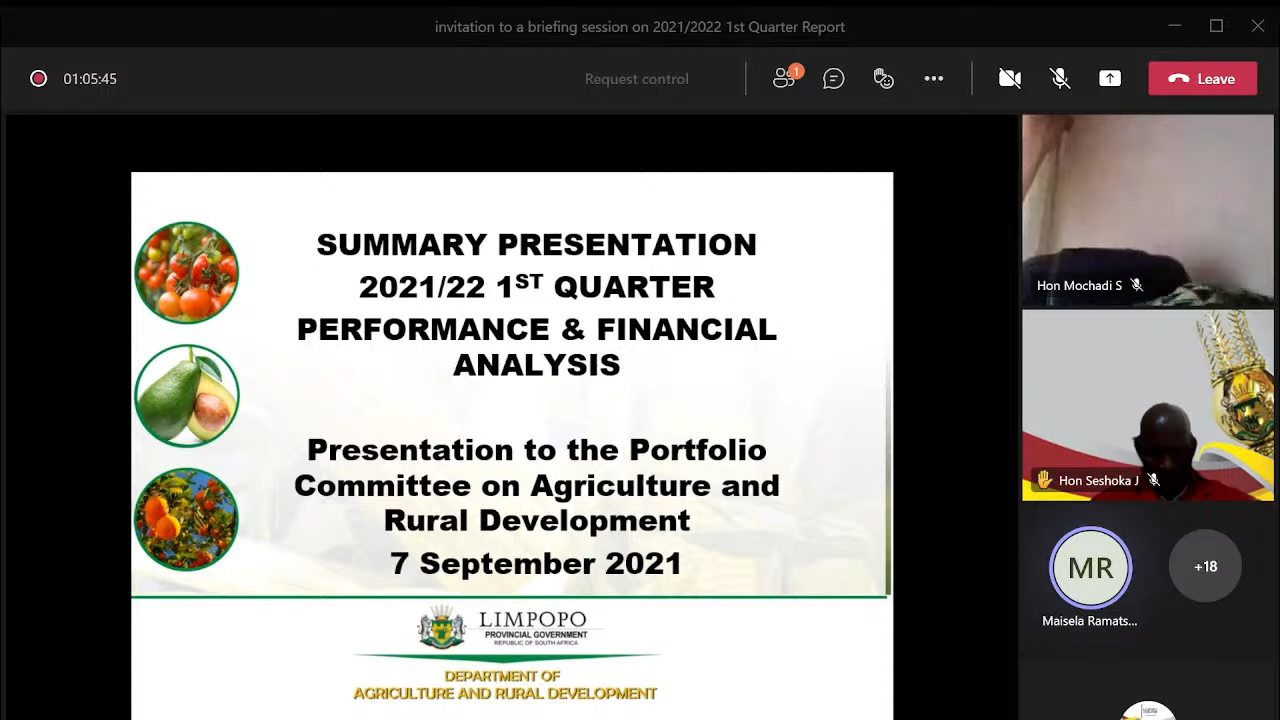 invitation to a briefing session on 2021/2022 1st Quarter Report
01:05:45
Request control
1
Leave
SUMMARY PRESENTATION
2021/22 1ST QUARTER
PERFORMANCE & FINANCIAL
ANALYSIS
Presentation to the Portfolio
Committee on Agriculture and
Rural Development
7 September 2021
LIMPOPO
PROVINCIAL GOVERNMENT
REPUBLIC OF SOUTH AFRICA
DEPARTMENT OF
AGRICULTURE AND RURAL DEVELOPMENT
Hon Mochadi S
Hon Seshoka J
MR
+18
Maisela Ramats...